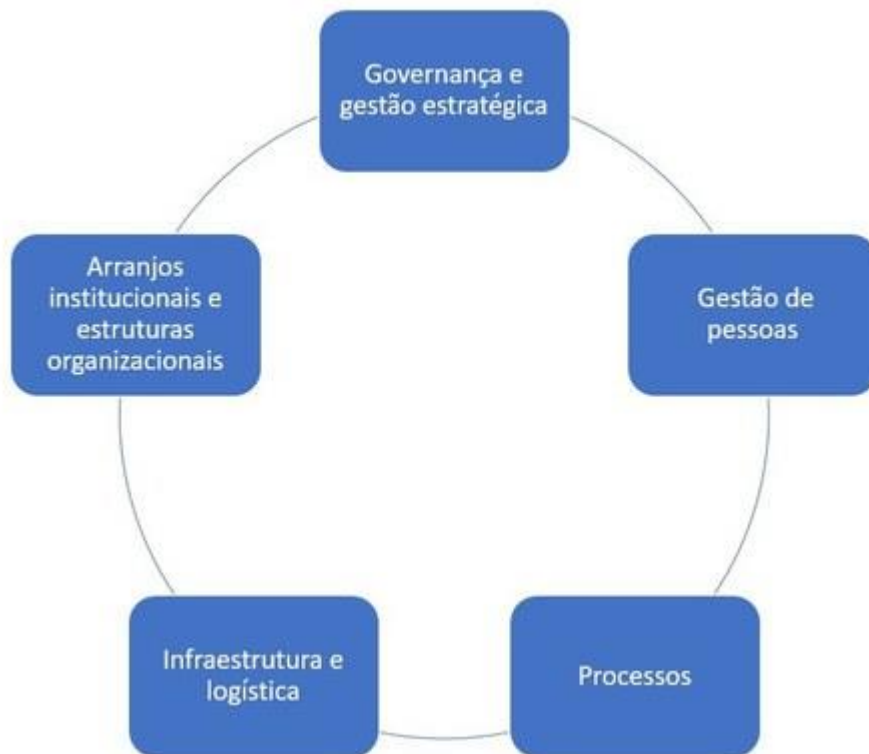 Governança e
gestão estratégica
Arranjos
institucionais e
estruturas
organizacionais
Gestão de
pessoas
Infraestrutura e
logística
Processos